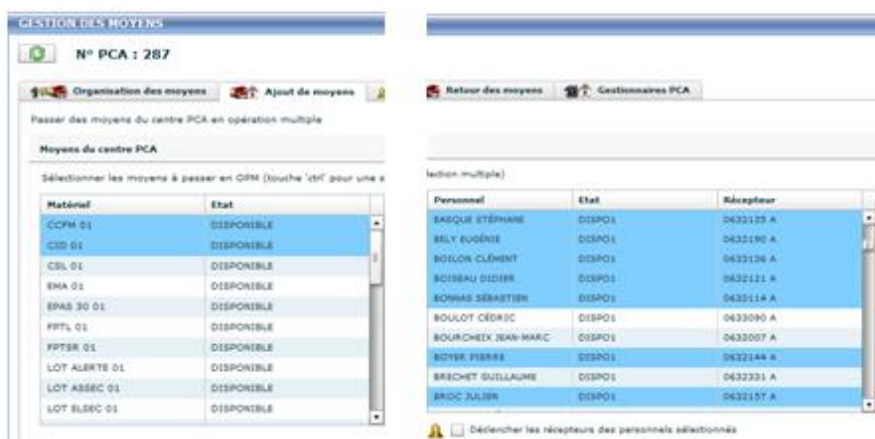 GESTION DES MOYENS
N° PCA : 287
Organisation des moyens
Ajout de moyens
Retour des moyens
Gestionnaires PCA
Passer des moyens du centre PCA en opération multiple
Moyens du centre PCA
Sélectionner les moyens à passer en OPM (touche 'ctrl' pour une s
lection multiple)
Matériel Etat
CCFM 01 DISPONIBLE
CID 01 DISPONIBLE
CSL 01 DISPONIBLE
EMA 01 DISPONIBLE
EPAS 30 01 DISPONIBLE
FPTL 01 DISPONIBLE
FPTSR 01 DISPONIBLE
LOT ALERTE 01 DISPONIBLE
LOT ASSEC 01 DISPONIBLE
LOT ELSEC 01 DISPONIBLE
Personnel Etat Récepteur
BASQUE STÉPHANE DISPO1 0632135 A
BELY EUGÉNIE DISPO1 0632190 A
BOILON CLÉMENT DISPO1 0632126 A
BOISEAU DIDIER DISPO1 0632121 A
BONNAS SÉBASTIEN DISPO1 0632114 A
BOULOT CÉDRIC DISPO1 0633090 A
BOURCHEIX JEAN-MARC DISPO1 0632007 A
BOYER PIERRE DISPO1 0632144 A
BRECHET GUILLAUME DISPO1 0632331 A
BROC JULIEN DISPO1 0632157 A
Déclencher les récepteurs des personnels sélectionnés